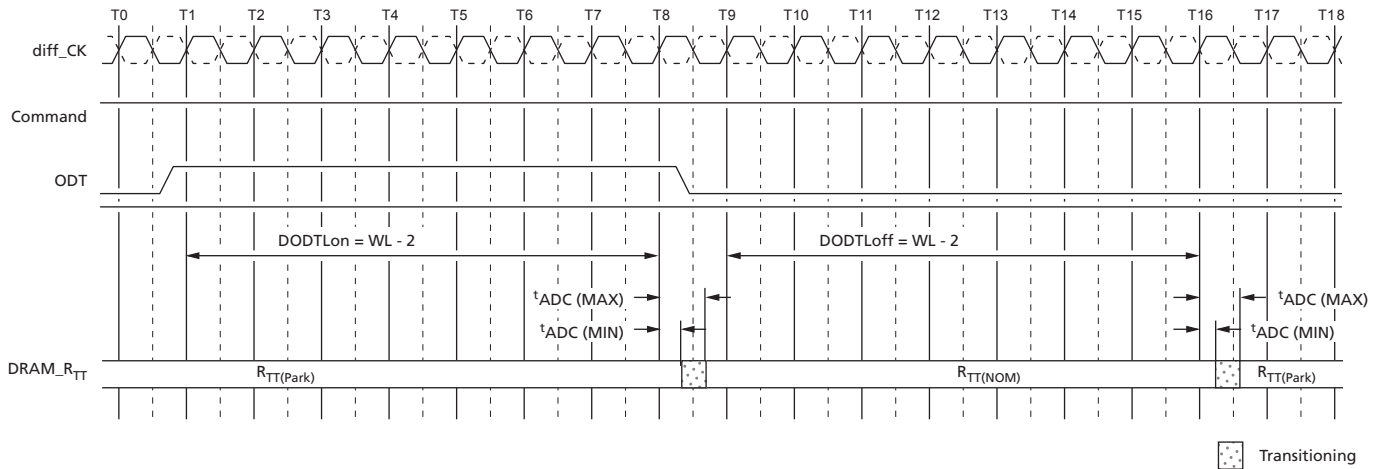 T0 T1 T2 T3 T4 T5 T6 T7 T8 T9 T10 T11 T12 T13 T14 T15 T16 T17 T18
diff_CK
Command
ODT
DODTLon = WL - 2 DODTLoff = WL - 2
tADC (MAX) tADC (MAX)
tADC (MIN) tADC (MIN)
DRAM_RTT RTT(Park) RTT(NOM) RTT(Park)
Transitioning